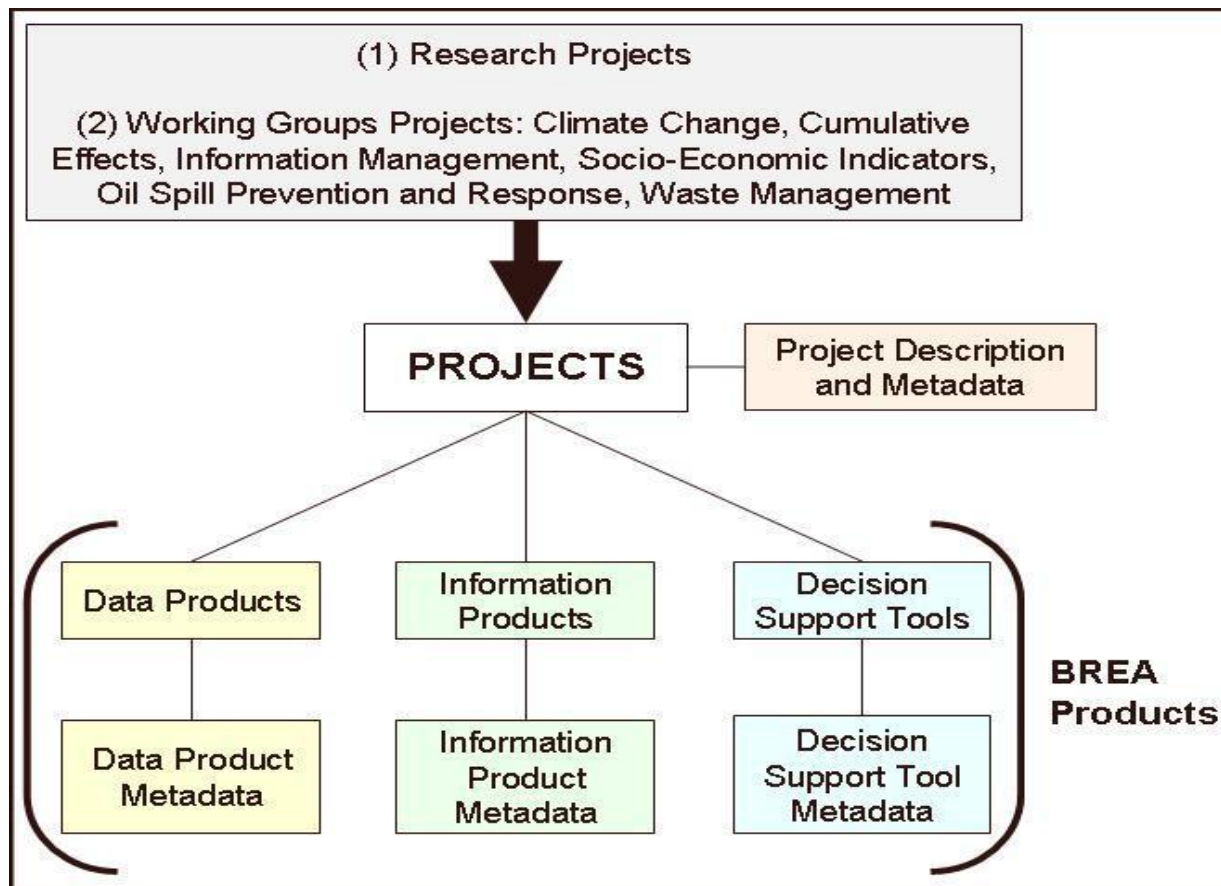 (1) Research Projects
(2) Working Groups Projects: Climate Change, Cumulative
Effects, Information Management, Socio-Economic Indicators,
Oil Spill Prevention and Response, Waste Management
PROJECTS
Project Description
and Metadata
Data Products
Information
Products
Decision
Support Tools
BREA
Products
Data Product
Metadata
Information
Product
Metadata
Decision
Support Tool
Metadata